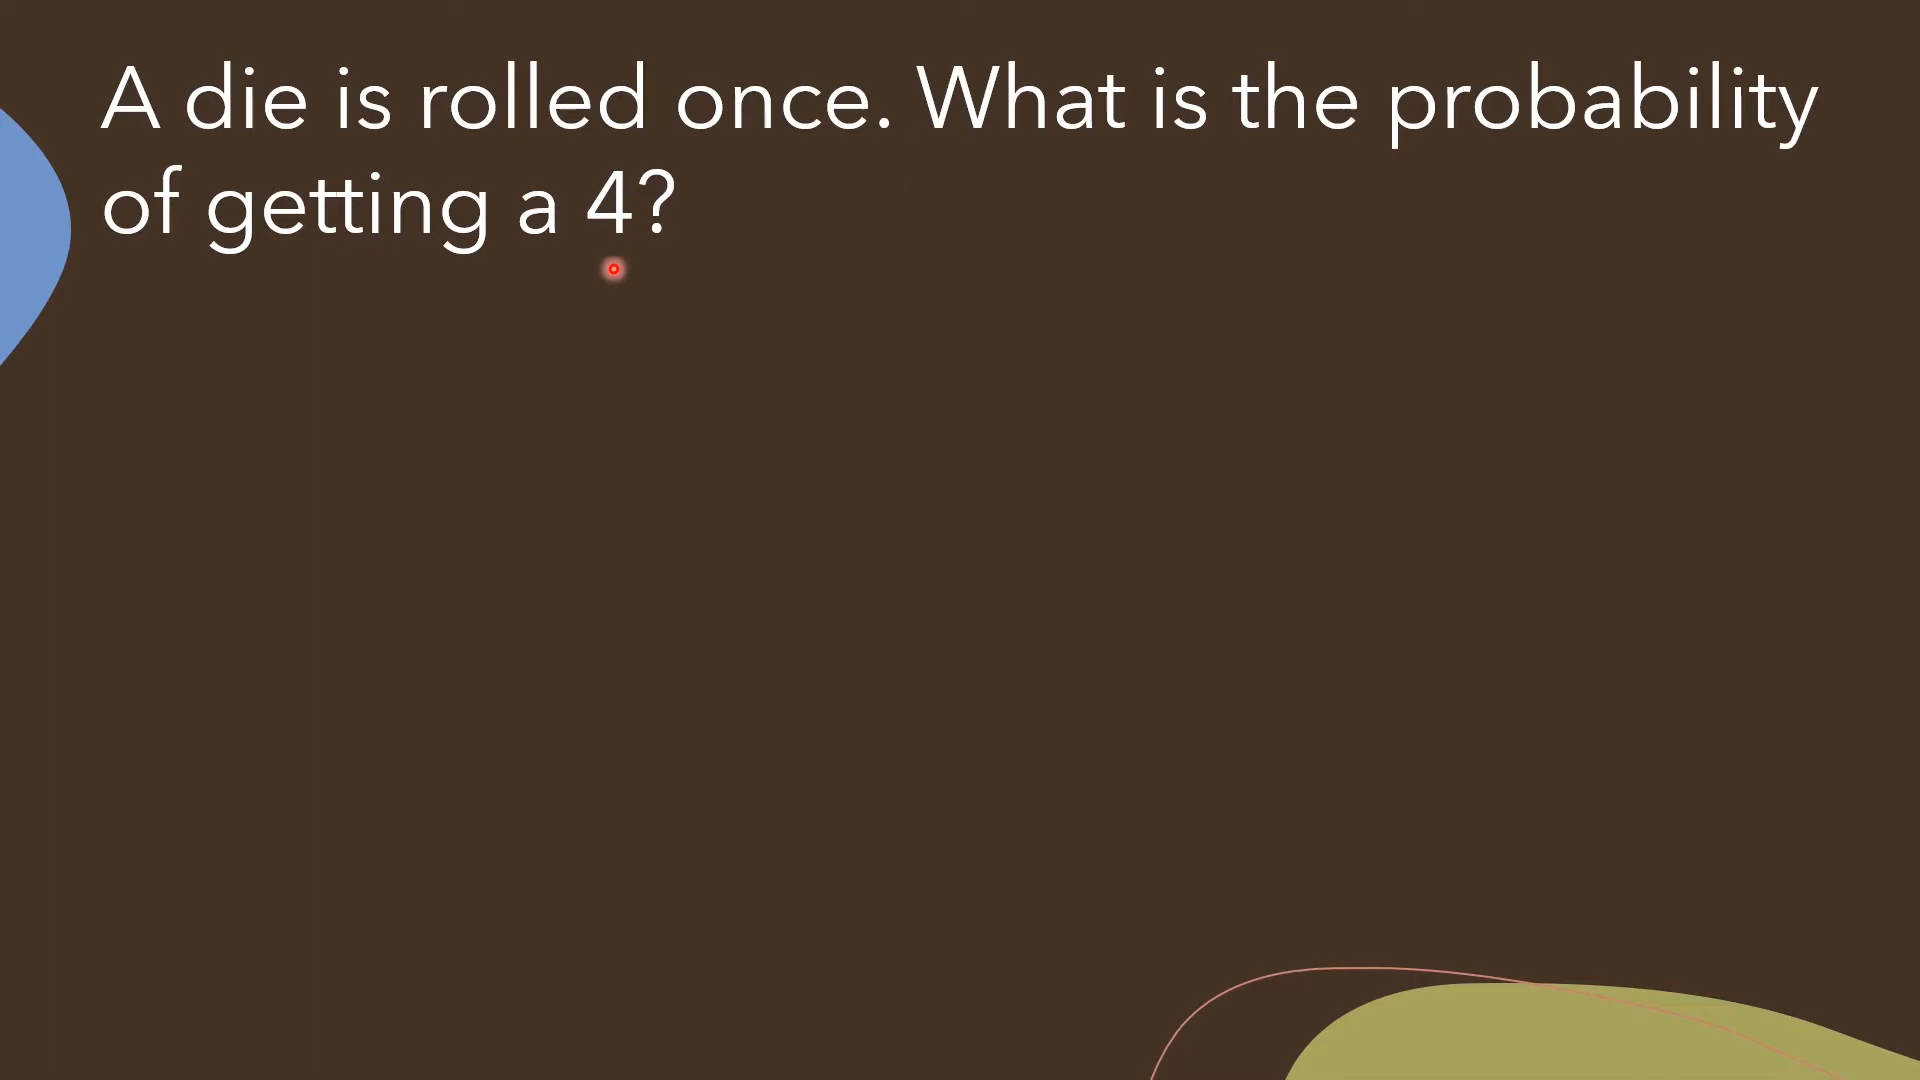 A die is rolled once. What is the probability
of getting a 4?